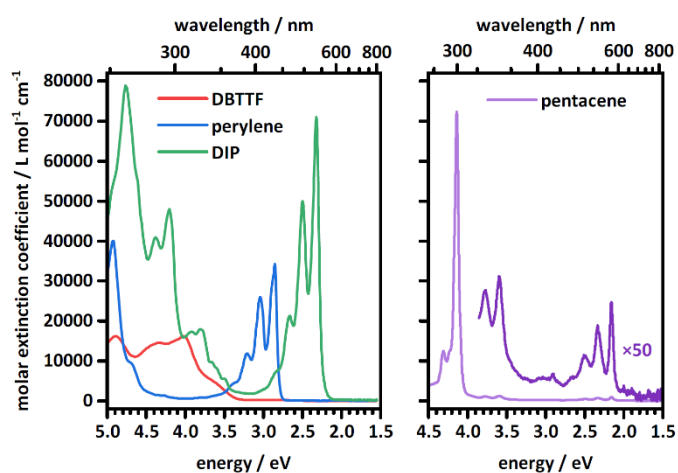 wavelength / nm
wavelength / nm
300 400 500 600 800
300 400 500 600 800
molar extinction coefficient / L mol⁻¹ cm⁻¹
80000
70000
60000
50000
40000
30000
20000
10000
0
DBTTF
perylene
DIP
pentacene
×50
5.0 4.5 4.0 3.5 3.0 2.5 2.0 1.5
4.5 4.0 3.5 3.0 2.5 2.0 1.5
energy / eV
energy / eV